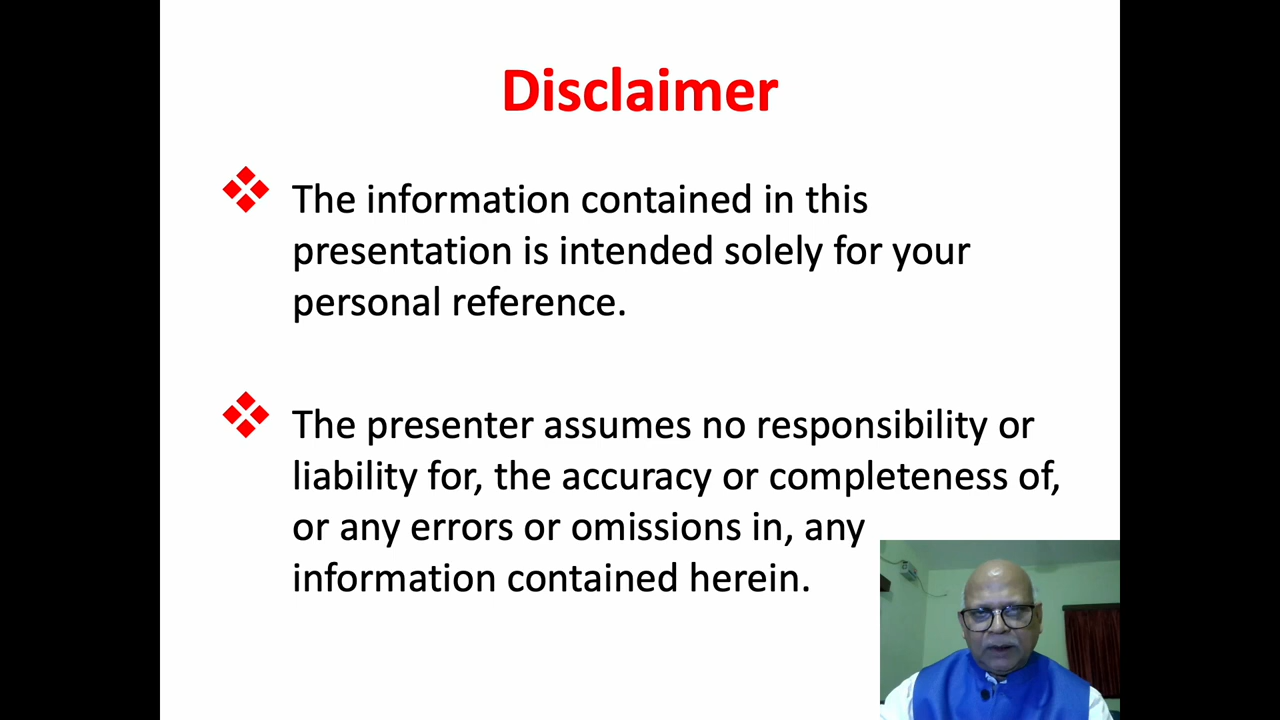 Disclaimer
The information contained in this
presentation is intended solely for your
personal reference.
The presenter assumes no responsibility or
liability for, the accuracy or completeness of,
or any errors or omissions in, any
information contained herein.